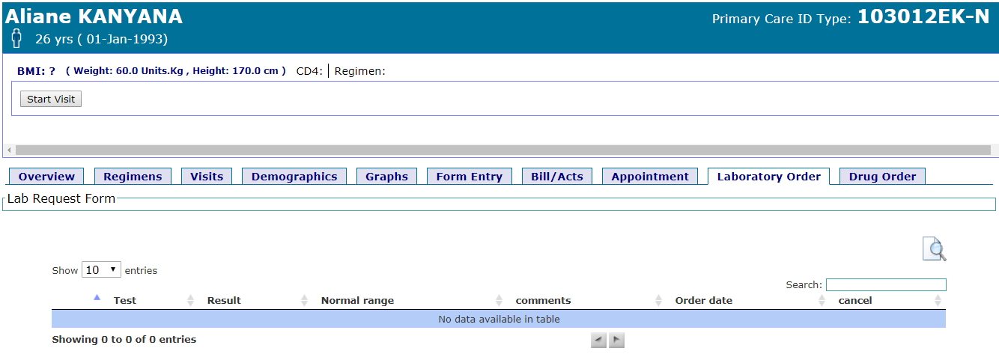 Aliane KANYANA
Primary Care ID Type: 103012EK-N
26 yrs ( 01-Jan-1993)
BMI: ? ( Weight: 60.0 Units.Kg , Height: 170.0 cm ) CD4: Regimen:
Start Visit
Overview Regimens Visits Demographics Graphs Form Entry Bill/Acts Appointment Laboratory Order Drug Order
Lab Request Form
Show 10 entries
Search:
Test Result Normal range comments Order date cancel
No data available in table
Showing 0 to 0 of 0 entries